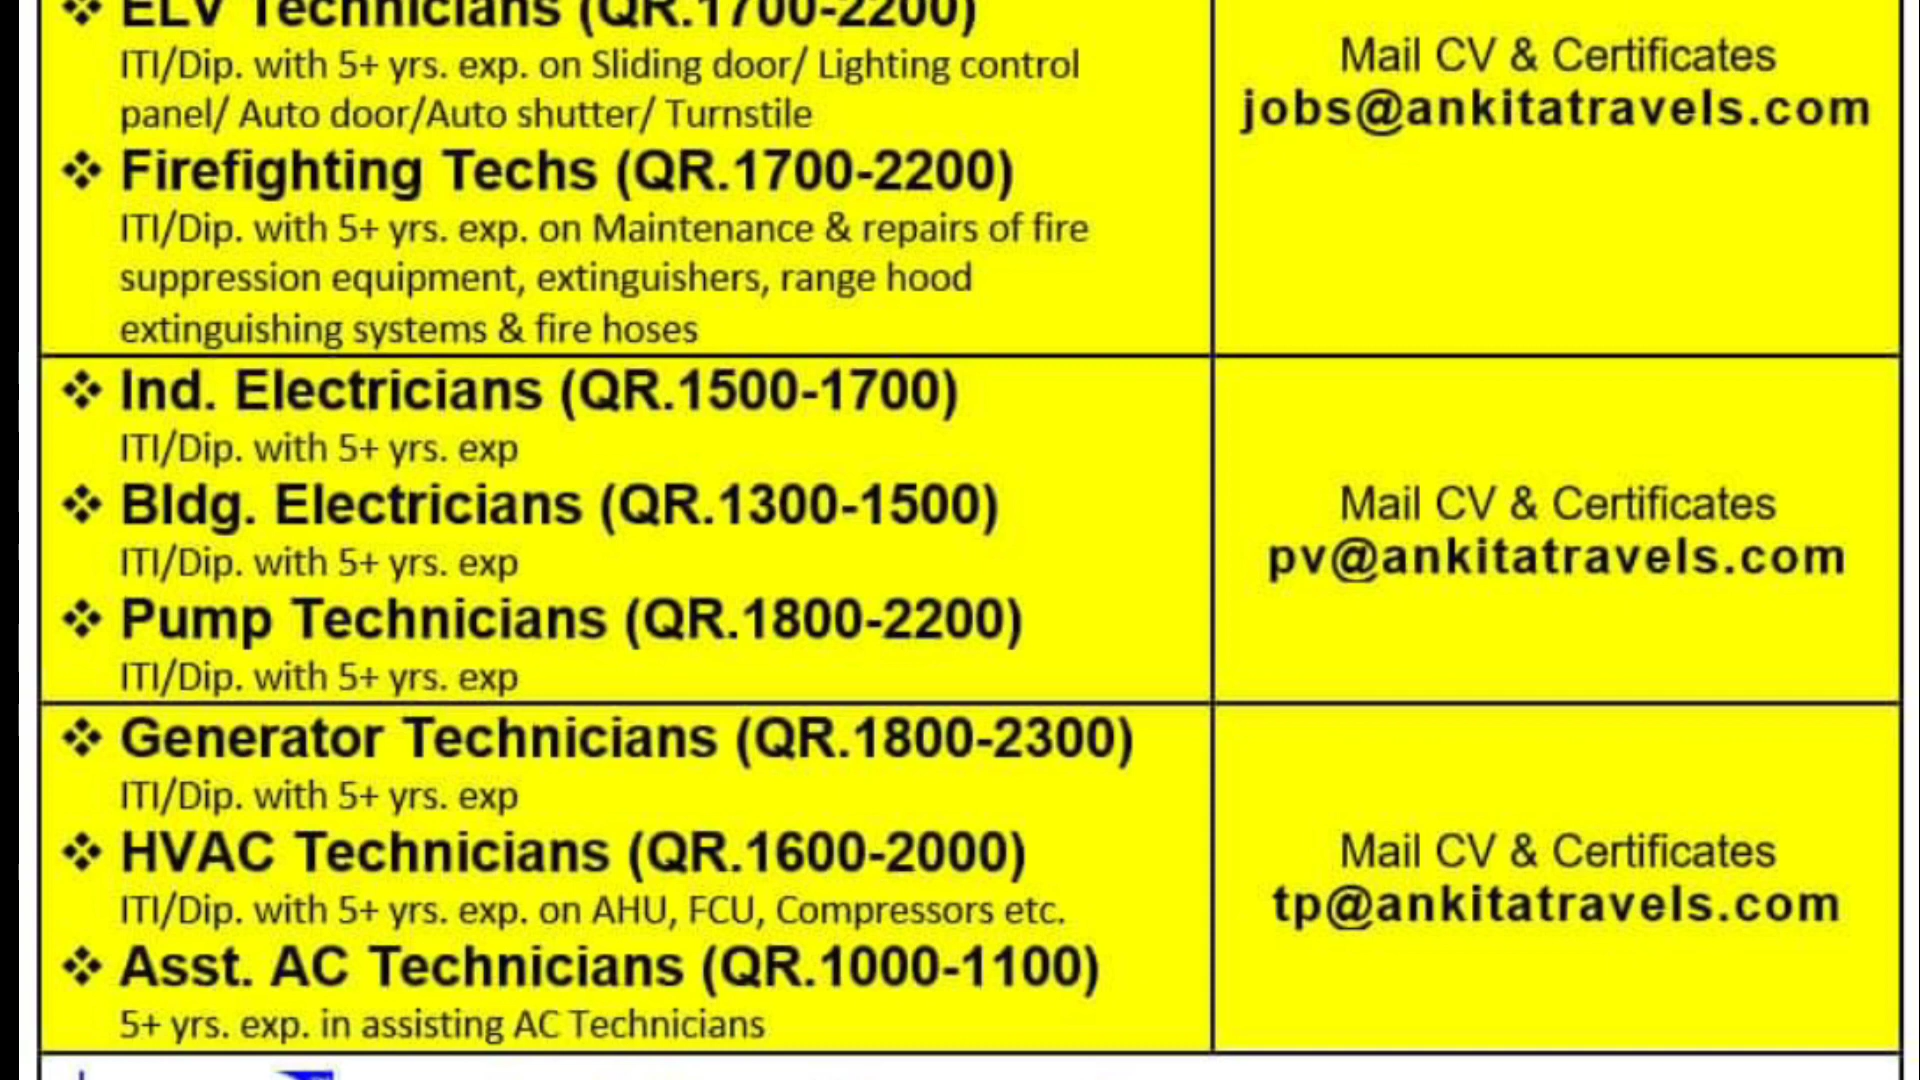 ❖ ELV Technicians (QR.1700-2200)
ITI/Dip. with 5+ yrs. exp. on Sliding door/ Lighting control
panel/ Auto door/Auto shutter/ Turnstile
❖ Firefighting Techs (QR.1700-2200)
ITI/Dip. with 5+ yrs. exp. on Maintenance & repairs of fire
suppression equipment, extinguishers, range hood
extinguishing systems & fire hoses
Mail CV & Certificates
jobs@ankitatravels.com
❖ Ind. Electricians (QR.1500-1700)
ITI/Dip. with 5+ yrs. exp
❖ Bldg. Electricians (QR.1300-1500)
ITI/Dip. with 5+ yrs. exp
❖ Pump Technicians (QR.1800-2200)
ITI/Dip. with 5+ yrs. exp
Mail CV & Certificates
pv@ankitatravels.com
❖ Generator Technicians (QR.1800-2300)
ITI/Dip. with 5+ yrs. exp
❖ HVAC Technicians (QR.1600-2000)
ITI/Dip. with 5+ yrs. exp. on AHU, FCU, Compressors etc.
❖ Asst. AC Technicians (QR.1000-1100)
5+ yrs. exp. in assisting AC Technicians
Mail CV & Certificates
tp@ankitatravels.com